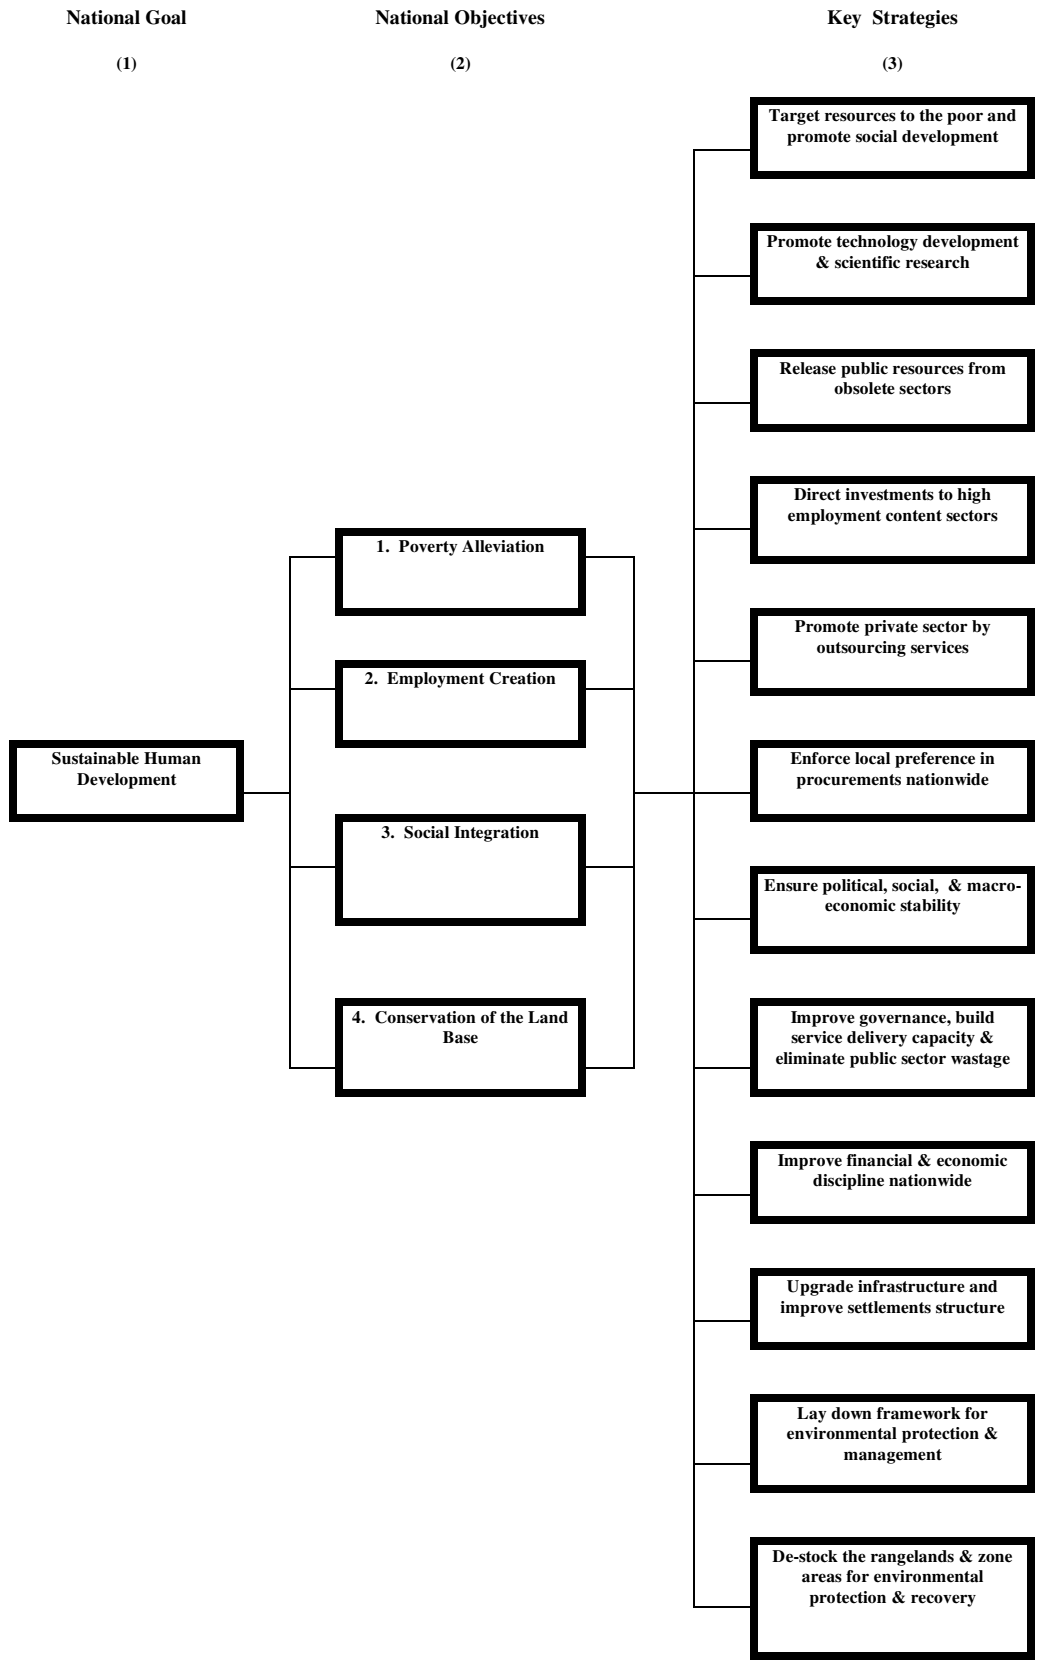 National Goal
National Objectives
Key Strategies
(1)
(2)
(3)
Target resources to the poor and
promote social development
Promote technology development
& scientific research
Release public resources from
obsolete sectors
Direct investments to high
employment content sectors
1. Poverty Alleviation
Promote private sector by
outsourcing services
2. Employment Creation
Sustainable Human
Development
Enforce local preference in
procurements nationwide
3. Social Integration
Ensure political, social, & macro-
economic stability
4. Conservation of the Land
Base
Improve governance, build
service delivery capacity &
eliminate public sector wastage
Improve financial & economic
discipline nationwide
Upgrade infrastructure and
improve settlements structure
Lay down framework for
environmental protection &
management
De-stock the rangelands & zone
areas for environmental
protection & recovery